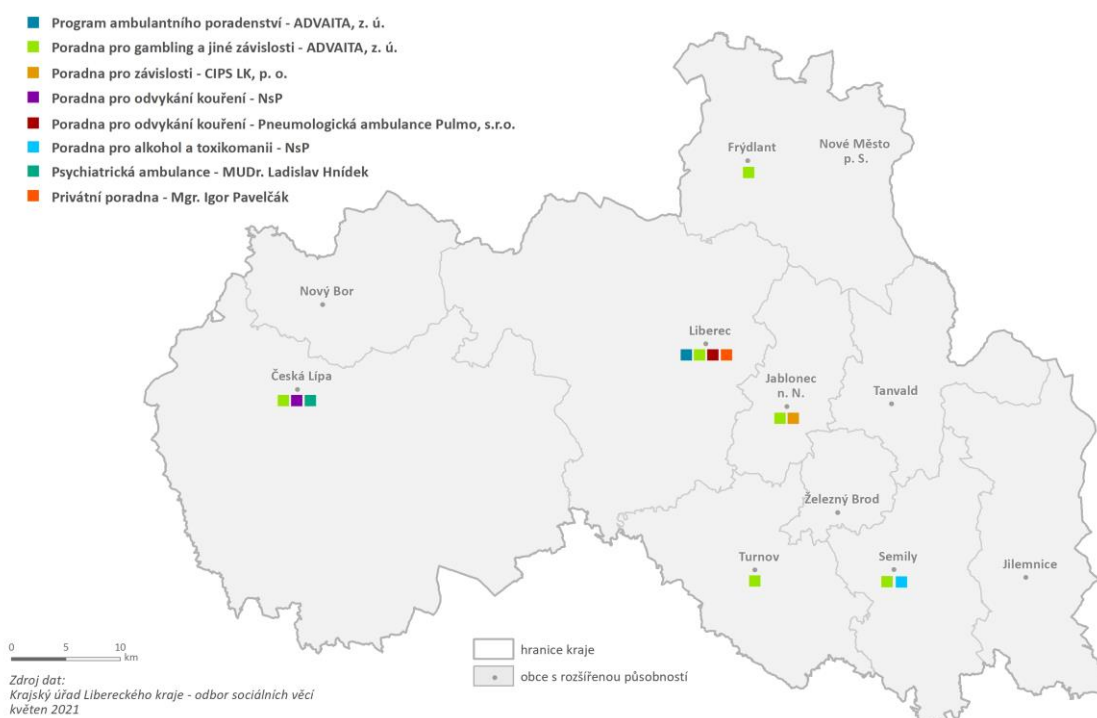 Program ambulantního poradenství - ADVAITA, z. ú.
Poradna pro gambling a jiné závislosti - ADVAITA, z. ú.
Poradna pro závislosti - CIPS LK, p. o.
Poradna pro odvykání kouření - NsP
Poradna pro odvykání kouření - Pneumologická ambulance Pulmo, s.r.o.
Poradna pro alkohol a toxikomanii - NsP
Psychiatrická ambulance - MUDr. Ladislav Hnídek
Privátní poradna - Mgr. Igor Pavelčák
Frýdlant
Nové Město
p. S.
Nový Bor
Liberec
Česká Lípa
Jablonec
n. N.
Tanvald
Železný Brod
Turnov
Semily
Jilemnice
0 5 10
km
hranice kraje
obce s rozšířenou působností
Zdroj dat:
Krajský úřad Libereckého kraje - odbor sociálních věcí
květen 2021